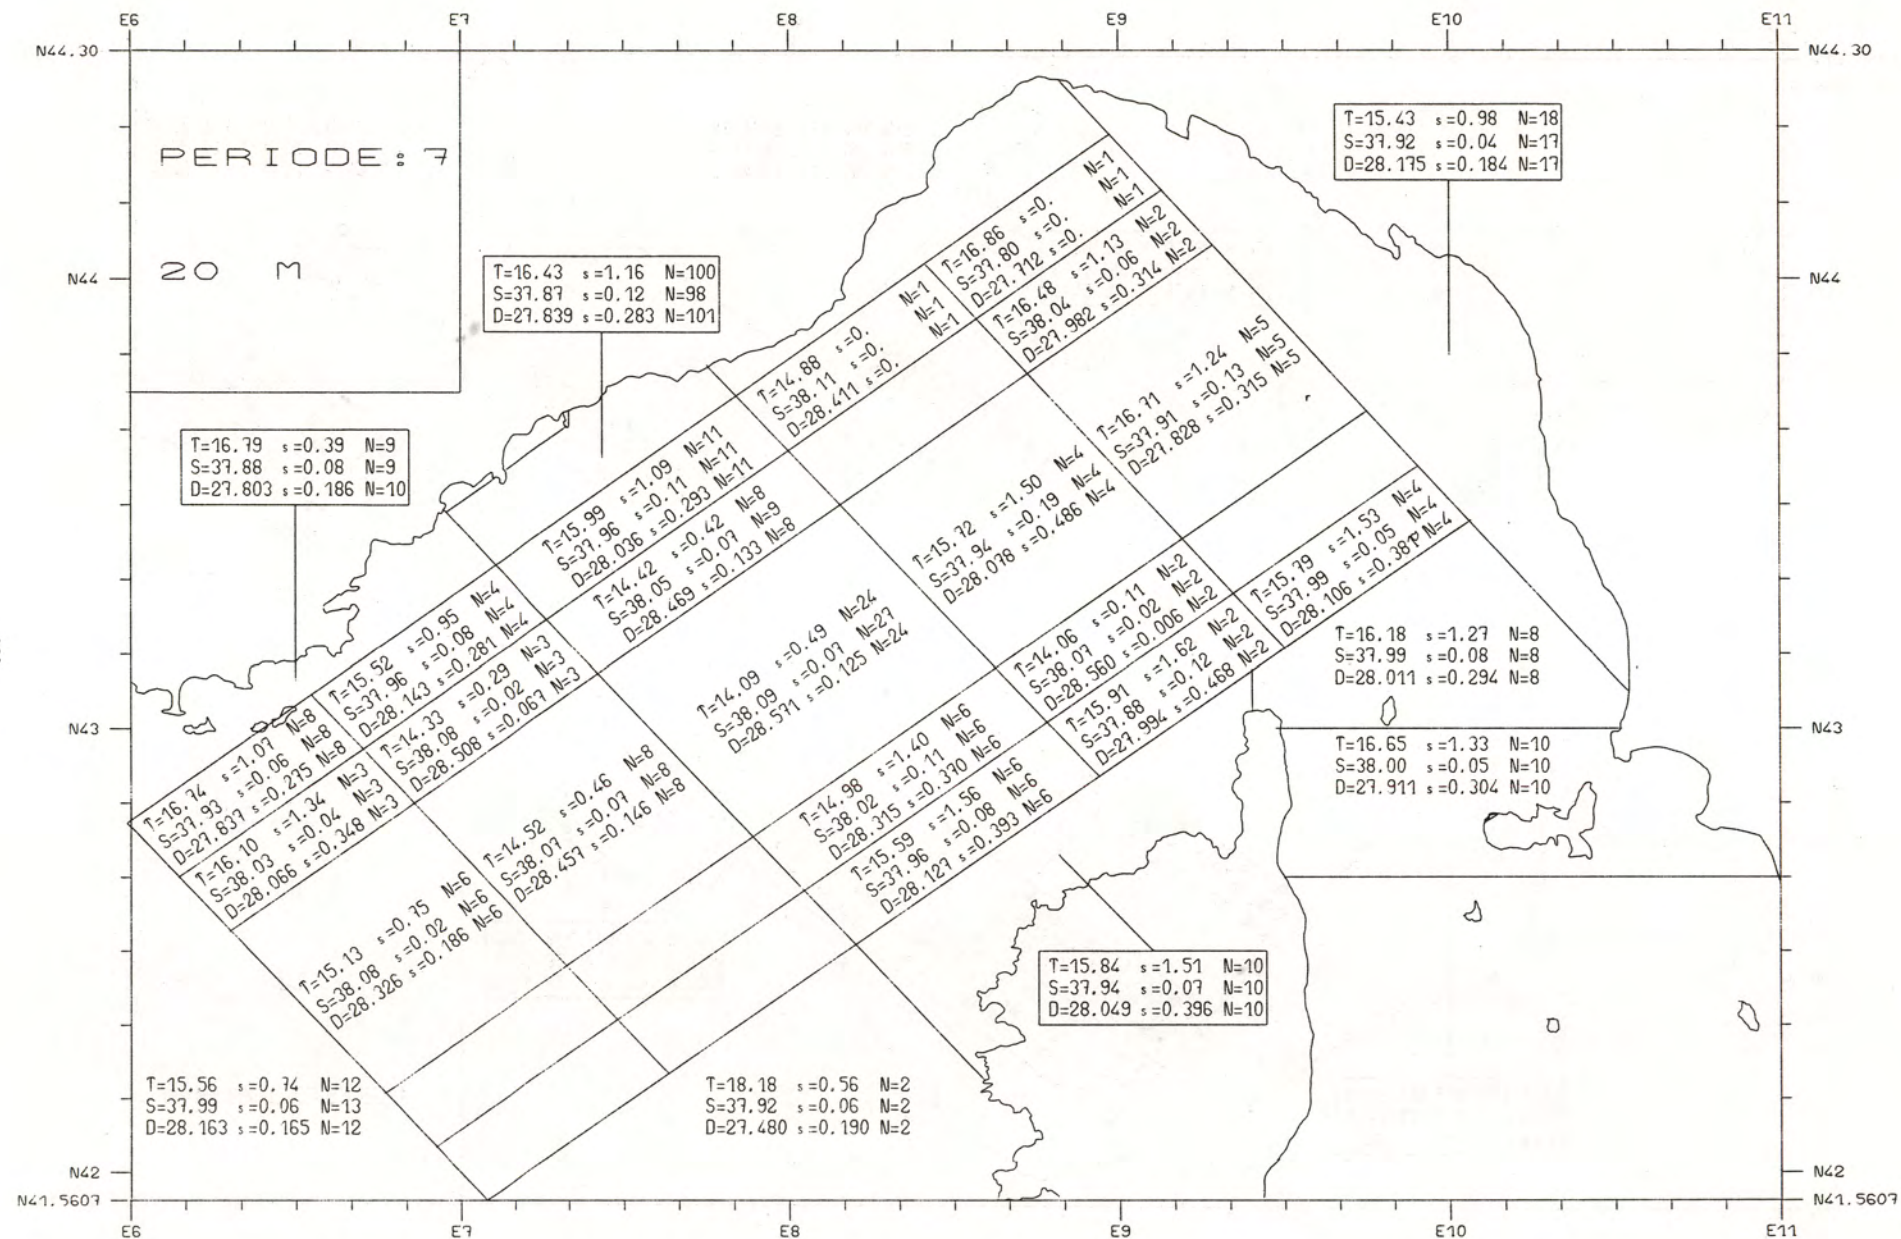 E6 E7 E8 E9 E10 E11
N44.30 N44.30
PERIODE: 7
20 M
N44 N44
T=15.43 s=0.98 N=18
S=37.92 s=0.04 N=17
D=28.175 s=0.184 N=17
T=16.43 s=1.16 N=100
S=37.87 s=0.12 N=98
D=27.839 s=0.283 N=101
T=16.79 s=0.39 N=9
S=37.88 s=0.08 N=9
D=27.803 s=0.186 N=10
T=16.86 s=0. N=1
S=37.80 s=0. N=1
D=27.712 s=0. N=1
T=16.48 s=1.13 N=2
S=38.04 s=0.06 N=2
D=27.982 s=0.314 N=2
T=14.88 s=0. N=1
S=38.11 s=0. N=1
D=28.411 s=0. N=1
T=16.71 s=1.24 N=5
S=37.91 s=0.13 N=5
D=27.828 s=0.315 N=5
T=15.99 s=1.09 N=11
S=37.96 s=0.11 N=11
D=28.036 s=0.293 N=11
T=14.42 s=0.42 N=8
S=38.05 s=0.07 N=9
D=28.469 s=0.133 N=8
T=15.72 s=1.50 N=4
S=37.94 s=0.19 N=4
D=28.078 s=0.486 N=4
T=15.79 s=1.53 N=4
S=37.99 s=0.05 N=4
D=28.106 s=0.381 N=4
T=15.52 s=0.95 N=4
S=37.96 s=0.08 N=4
D=28.143 s=0.281 N=4
T=14.33 s=0.29 N=3
S=38.08 s=0.02 N=3
D=28.508 s=0.067 N=3
T=14.09 s=0.49 N=24
S=38.09 s=0.07 N=27
D=28.571 s=0.125 N=24
T=14.06 s=0.11 N=2
S=38.07 s=0.02 N=2
D=28.560 s=0.006 N=2
T=15.91 s=1.62 N=2
S=37.88 s=0.12 N=2
D=27.994 s=0.468 N=2
T=16.18 s=1.27 N=8
S=37.99 s=0.08 N=8
D=28.011 s=0.294 N=8
N43 N43
T=16.65 s=1.33 N=10
S=38.00 s=0.05 N=10
D=27.911 s=0.304 N=10
T=16.74 s=1.07 N=8
S=37.93 s=0.06 N=8
D=27.837 s=0.275 N=8
T=16.10 s=1.34 N=3
S=38.03 s=0.04 N=3
D=28.066 s=0.348 N=3
T=14.52 s=0.46 N=8
S=38.07 s=0.07 N=8
D=28.457 s=0.146 N=8
T=14.98 s=1.40 N=6
S=38.02 s=0.11 N=6
D=28.315 s=0.370 N=6
T=15.59 s=1.56 N=6
S=37.96 s=0.08 N=6
D=28.127 s=0.393 N=6
T=15.13 s=0.75 N=6
S=38.08 s=0.02 N=6
D=28.326 s=0.186 N=6
T=15.84 s=1.51 N=10
S=37.94 s=0.07 N=10
D=28.049 s=0.396 N=10
T=15.56 s=0.74 N=12
S=37.99 s=0.06 N=13
D=28.163 s=0.165 N=12
T=18.18 s=0.56 N=2
S=37.92 s=0.06 N=2
D=27.480 s=0.190 N=2
N42 N42
N41.5607 N41.5607
E6 E7 E8 E9 E10 E11